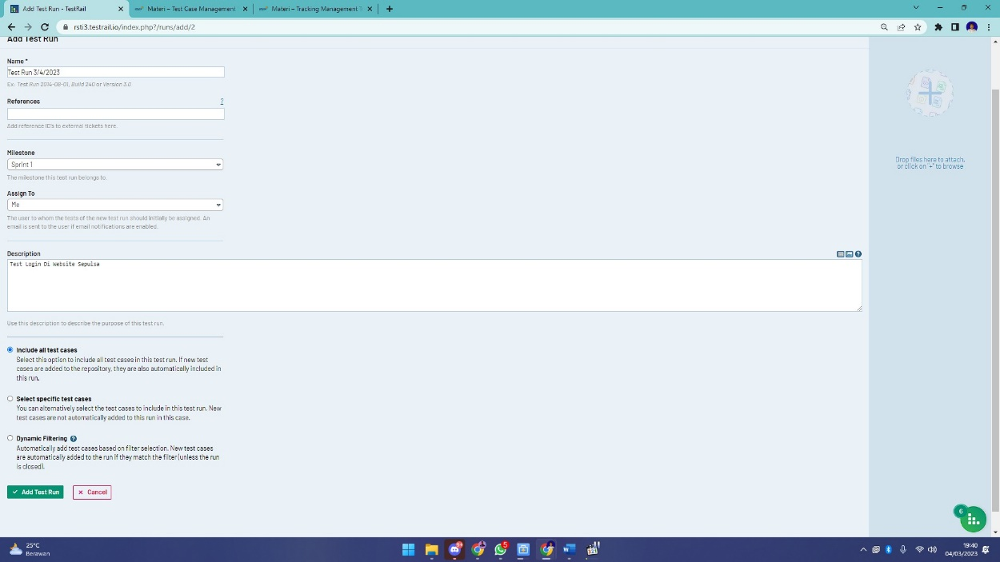 Add Test Run - TestRail
Materi – Test Case Management
Materi – Tracking Management T
rsti3.testrail.io/index.php?/runs/add/2
Add Test Run
Name *
Test Run 3/4/2023
Ex. Test Run 2014-08-01, Build 240 or Version 3.0
References
?
Add reference ID's to external tickets here.
Milestone
Sprint 1
The milestone this test run belongs to.
Assign To
Me
The user to whom the tests of the new test run should initially be assigned. An
email is sent to the user if email notifications are enabled.
Description
Test Login Di Website Sepulsa
Use this description to describe the purpose of this test run.
Include all test cases
Select this option to include all test cases in this test run. If new test
cases are added to the repository, they are also automatically included in
this run.
Select specific test cases
You can alternatively select the test cases to include in this test run. New
test cases are not automatically added to this run in this case.
Dynamic Filtering ?
Automatically add test cases based on filter selection. New test cases
are automatically added to the run if they match the filter (unless the run
is closed).
Add Test Run
Cancel
Drop files here to attach,
or click on "+" to browse
6
25°C
Berawan
5
19:40
04/03/2023